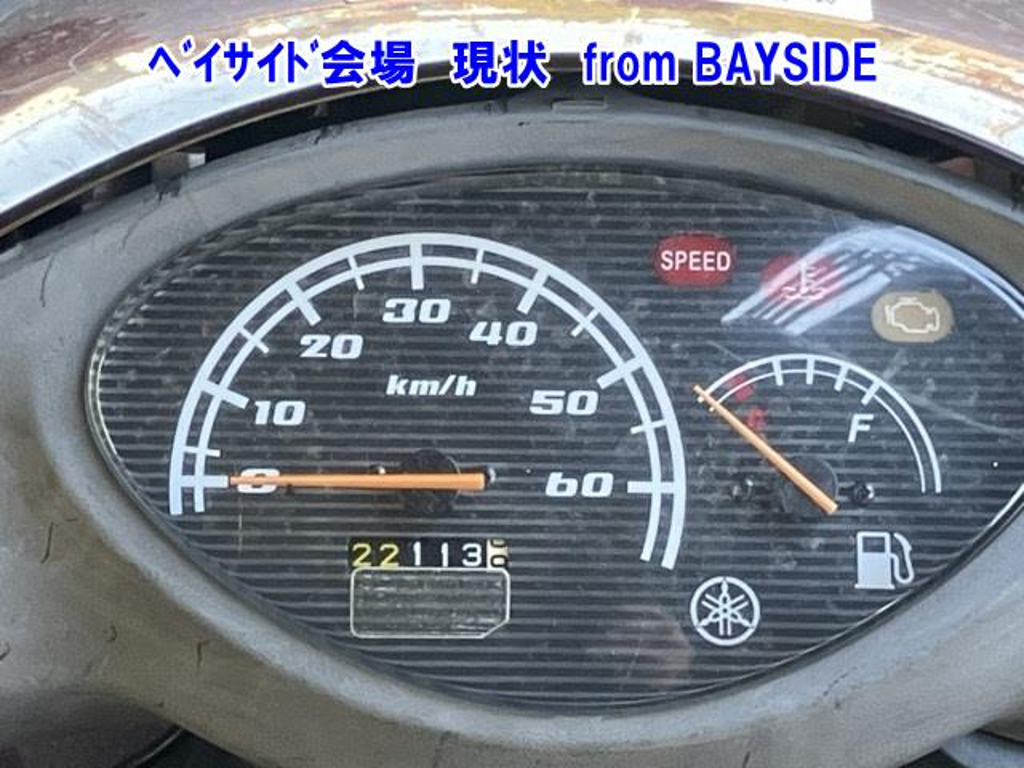 ﾍﾞｲｻｲﾄﾞ会場　現状　from BAYSIDE
SPEED
30
20
40
km/h
10
50
F
0
60
22113